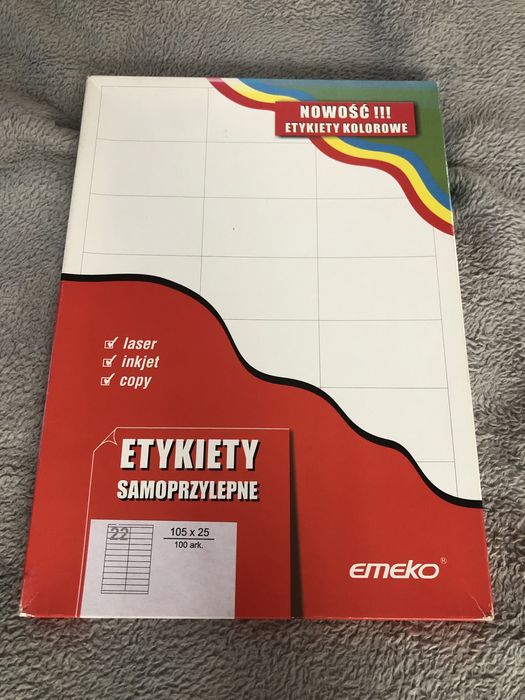 NOWOŚĆ !!!
ETYKIETY KOLOROWE
laser
inkjet
copy
ETYKIETY
SAMOPRZYLEPNE
22
105 x 25
100 ark.
emeko®